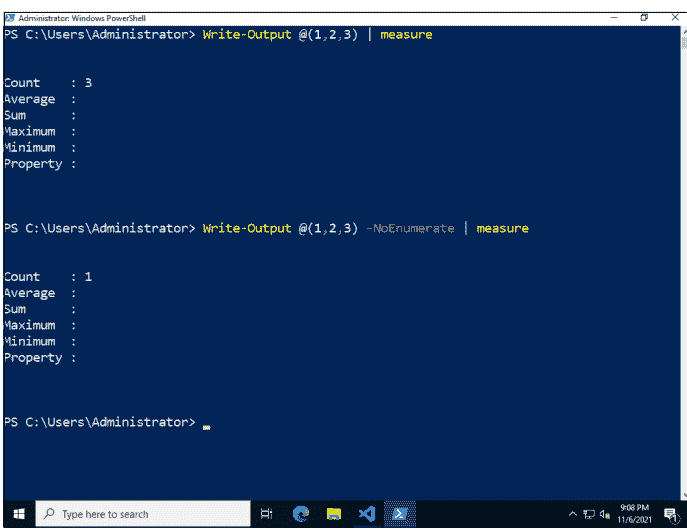 Administrator: Windows PowerShell
PS C:\Users\Administrator> Write-Output @(1,2,3) | measure
Count : 3
Average :
Sum :
Maximum :
Minimum :
Property :
PS C:\Users\Administrator> Write-Output @(1,2,3) -NoEnumerate | measure
Count : 1
Average :
Sum :
Maximum :
Minimum :
Property :
PS C:\Users\Administrator>
Type here to search
9:08 PM
11/6/2021